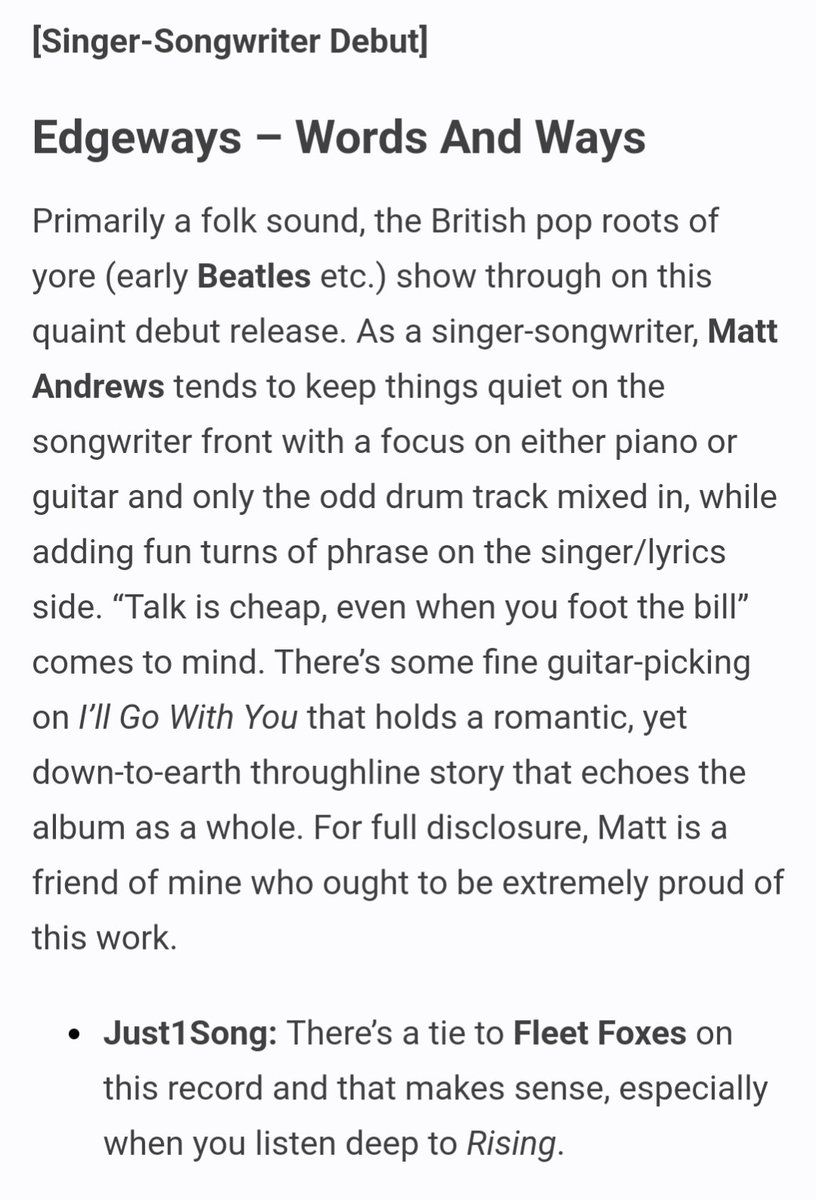 [Singer-Songwriter Debut]
Edgeways – Words And Ways
Primarily a folk sound, the British pop roots of
yore (early Beatles etc.) show through on this
quaint debut release. As a singer-songwriter, Matt
Andrews tends to keep things quiet on the
songwriter front with a focus on either piano or
guitar and only the odd drum track mixed in, while
adding fun turns of phrase on the singer/lyrics
side. “Talk is cheap, even when you foot the bill”
comes to mind. There’s some fine guitar-picking
on I’ll Go With You that holds a romantic, yet
down-to-earth throughline story that echoes the
album as a whole. For full disclosure, Matt is a
friend of mine who ought to be extremely proud of
this work.
• Just1Song: There’s a tie to Fleet Foxes on
this record and that makes sense, especially
when you listen deep to Rising.